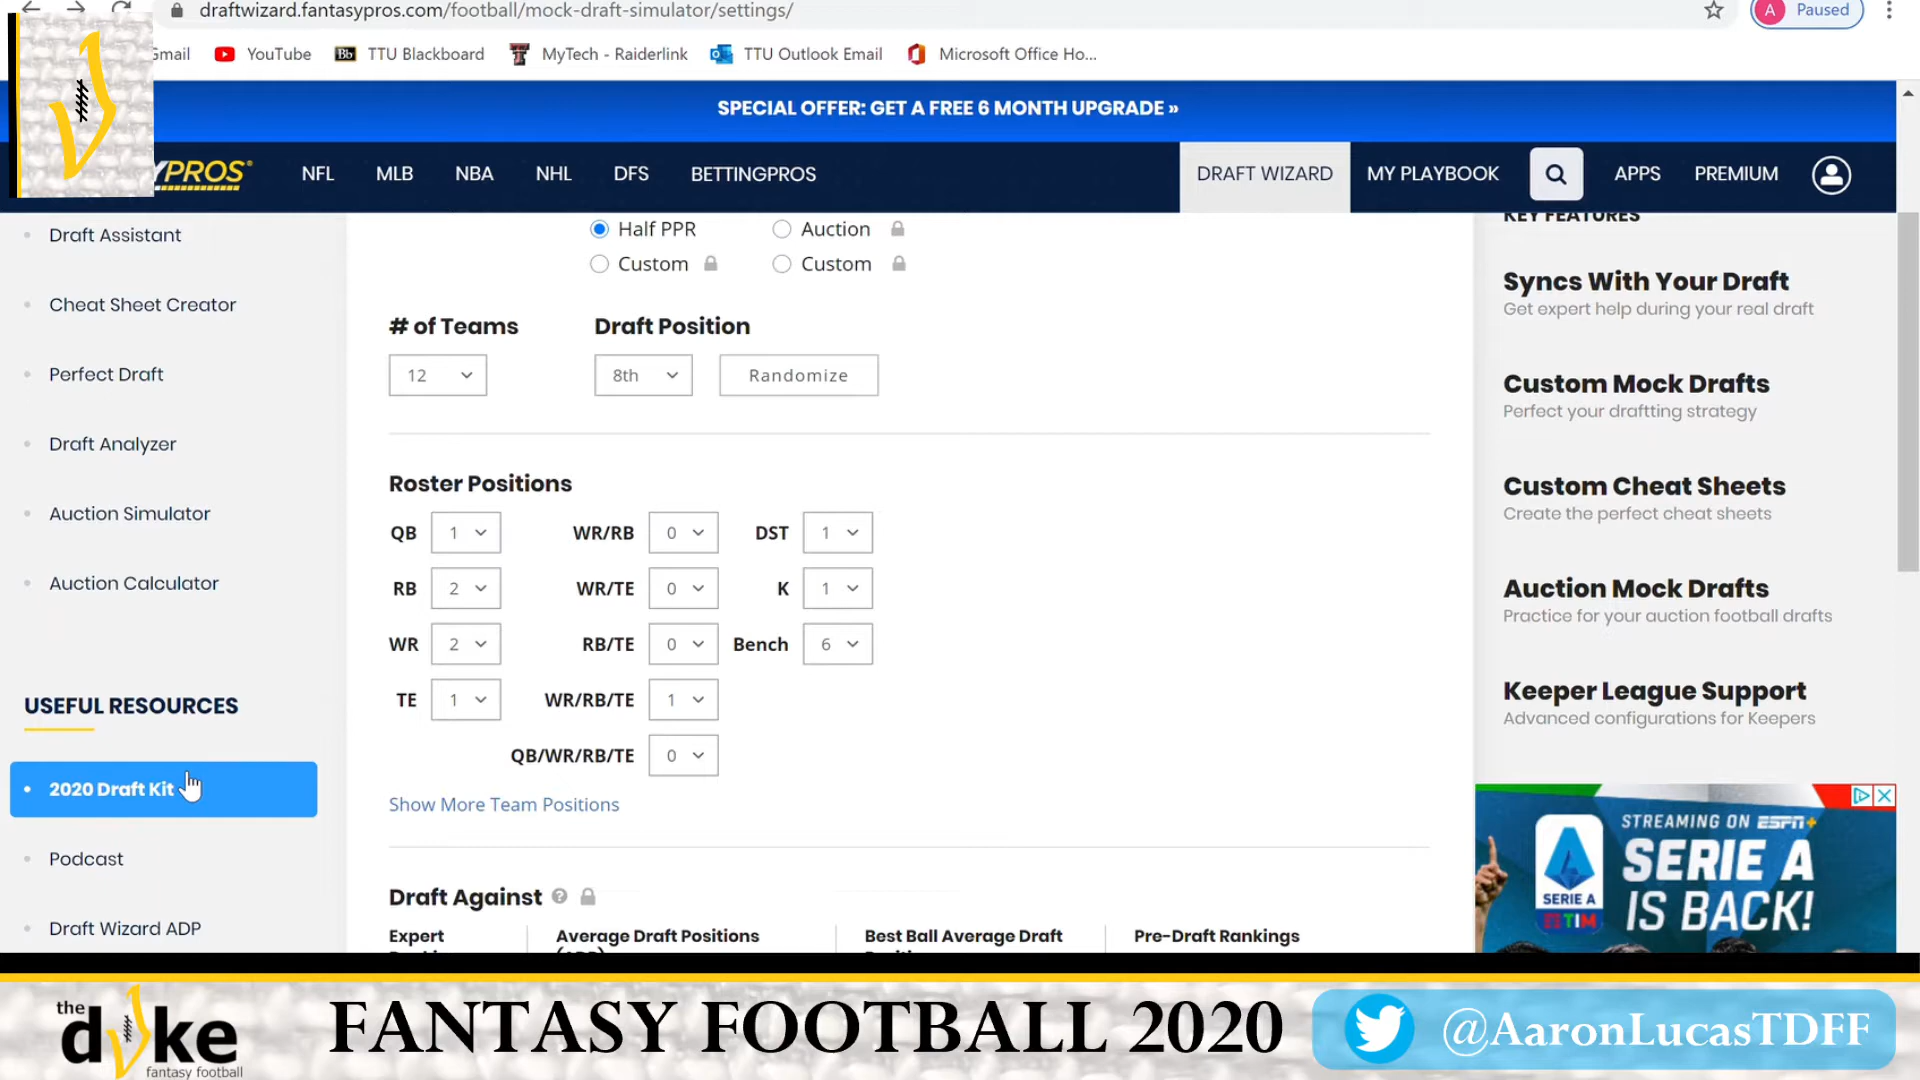 draftwizard.fantasypros.com/football/mock-draft-simulator/settings/
A Paused
Gmail YouTube Bb TTU Blackboard MyTech - Raiderlink TTU Outlook Email Microsoft Office Ho...
SPECIAL OFFER: GET A FREE 6 MONTH UPGRADE »
YPROS NFL MLB NBA NHL DFS BETTINGPROS DRAFT WIZARD MY PLAYBOOK APPS PREMIUM
Draft Assistant
Cheat Sheet Creator
Perfect Draft
Draft Analyzer
Auction Simulator
Auction Calculator
USEFUL RESOURCES
2020 Draft Kit
Podcast
Draft Wizard ADP
Half PPR Auction
Custom Custom
# of Teams Draft Position
12 8th Randomize
Roster Positions
QB 1 WR/RB 0 DST 1
RB 2 WR/TE 0 K 1
WR 2 RB/TE 0 Bench 6
TE 1 WR/RB/TE 1
QB/WR/RB/TE 0
Show More Team Positions
Draft Against
Expert Average Draft Positions Best Ball Average Draft Pre-Draft Rankings
KEY FEATURES
Syncs With Your Draft
Get expert help during your real draft
Custom Mock Drafts
Perfect your draftting strategy
Custom Cheat Sheets
Create the perfect cheat sheets
Auction Mock Drafts
Practice for your auction football drafts
Keeper League Support
Advanced configurations for Keepers
STREAMING ON ESPN+
SERIE A
IS BACK!
SERIE A
TIM
the
dyke
fantasy football
FANTASY FOOTBALL 2020
@AaronLucasTDFF